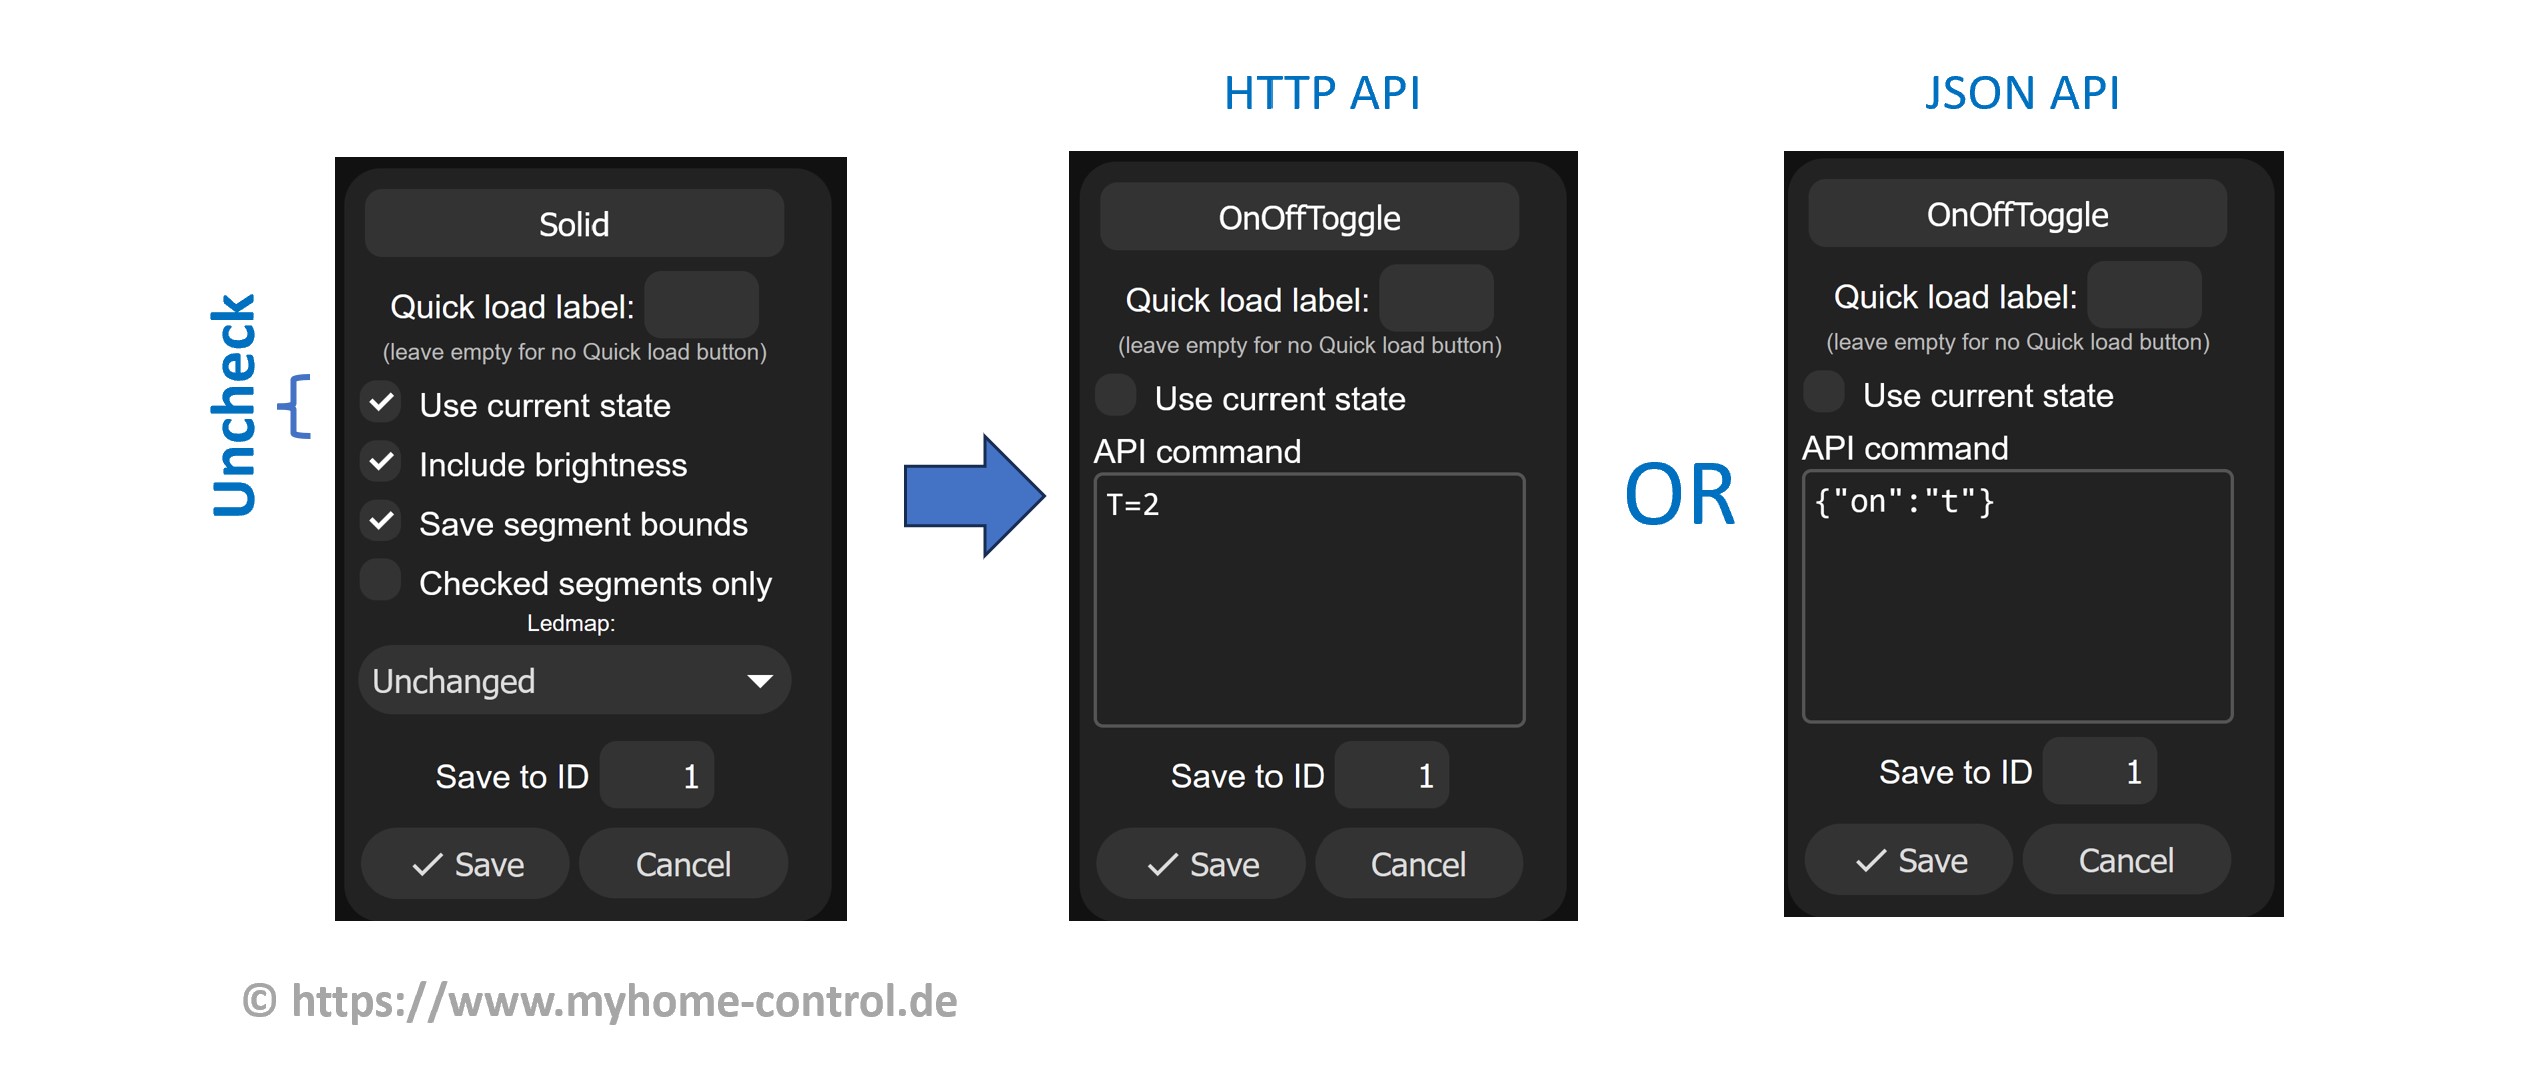 HTTP API
JSON API
Uncheck
Solid
Quick load label:
(leave empty for no Quick load button)
Use current state
Include brightness
Save segment bounds
Checked segments only
Ledmap:
Unchanged
Save to ID 1
Save Cancel
OnOffToggle
Quick load label:
(leave empty for no Quick load button)
Use current state
API command
T=2
Save to ID 1
Save Cancel
OR
OnOffToggle
Quick load label:
(leave empty for no Quick load button)
Use current state
API command
{"on":"t"}
Save to ID 1
Save Cancel
© https://www.myhome-control.de